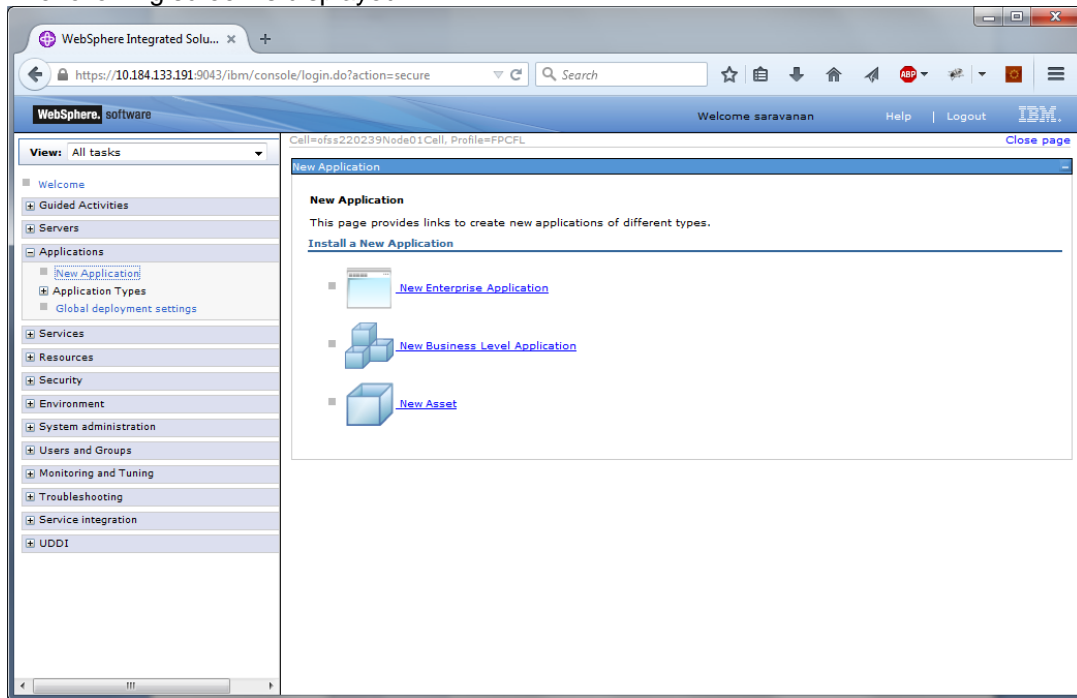 WebSphere Integrated Solu... × +
https://10.184.133.191:9043/ibm/console/login.do?action=secure Search ABP
WebSphere. software Welcome saravanan Help | Logout IBM.
Cell=ofss220239Node01Cell, Profile=FPCFL Close page
View: All tasks
New Application
Welcome
Guided Activities
Servers
Applications
New Application
Application Types
Global deployment settings
Services
Resources
Security
Environment
System administration
Users and Groups
Monitoring and Tuning
Troubleshooting
Service integration
UDDI
New Application
This page provides links to create new applications of different types.
Install a New Application
New Enterprise Application
New Business Level Application
New Asset